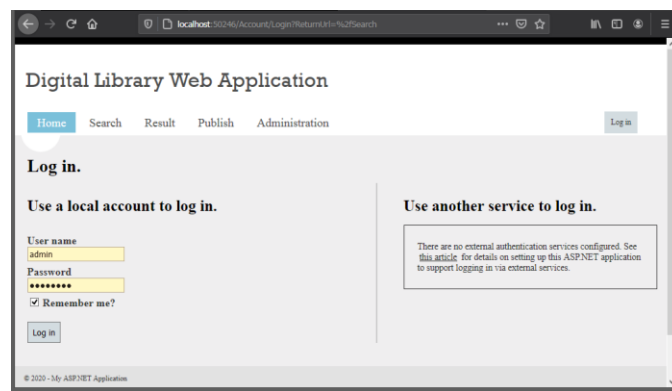 localhost:50246/Account/Login?ReturnUrl=%2fSearch
Digital Library Web Application
Home Search Result Publish Administration
Log in
Log in.
Use a local account to log in.
User name
admin
Password
●●●●●●●●
Remember me?
Log in
Use another service to log in.
There are no external authentication services configured. See
this article for details on setting up this ASP.NET application
to support logging in via external services.
© 2020 - My ASP.NET Application